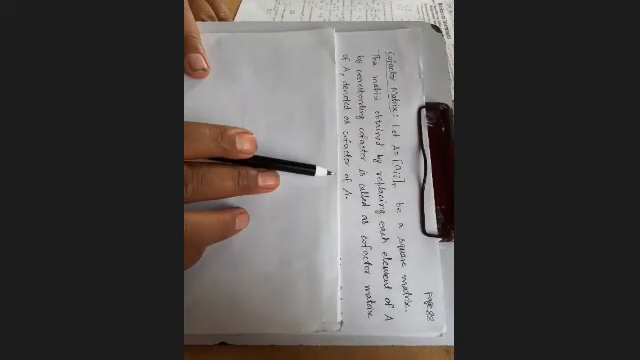 page 88
Cofactor Matrix: Let A = [aij]n be a square matrix.
The matrix obtained by replacing each element of A
by corresponding cofactor is called as cofactor matrix
of A, denoted as cofactor of A.